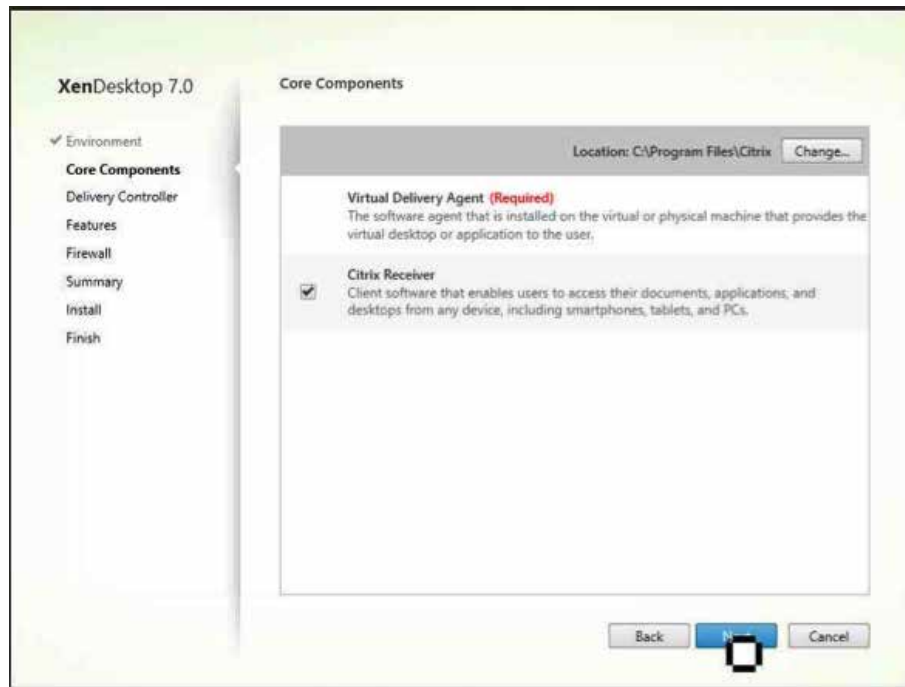 XenDesktop 7.0
Environment
Core Components
Delivery Controller
Features
Firewall
Summary
Install
Finish
Core Components
Location: C:\Program Files\Citrix Change...
Virtual Delivery Agent (Required)
The software agent that is installed on the virtual or physical machine that provides the
virtual desktop or application to the user.
Citrix Receiver
Client software that enables users to access their documents, applications, and
desktops from any device, including smartphones, tablets, and PCs.
Back Cancel